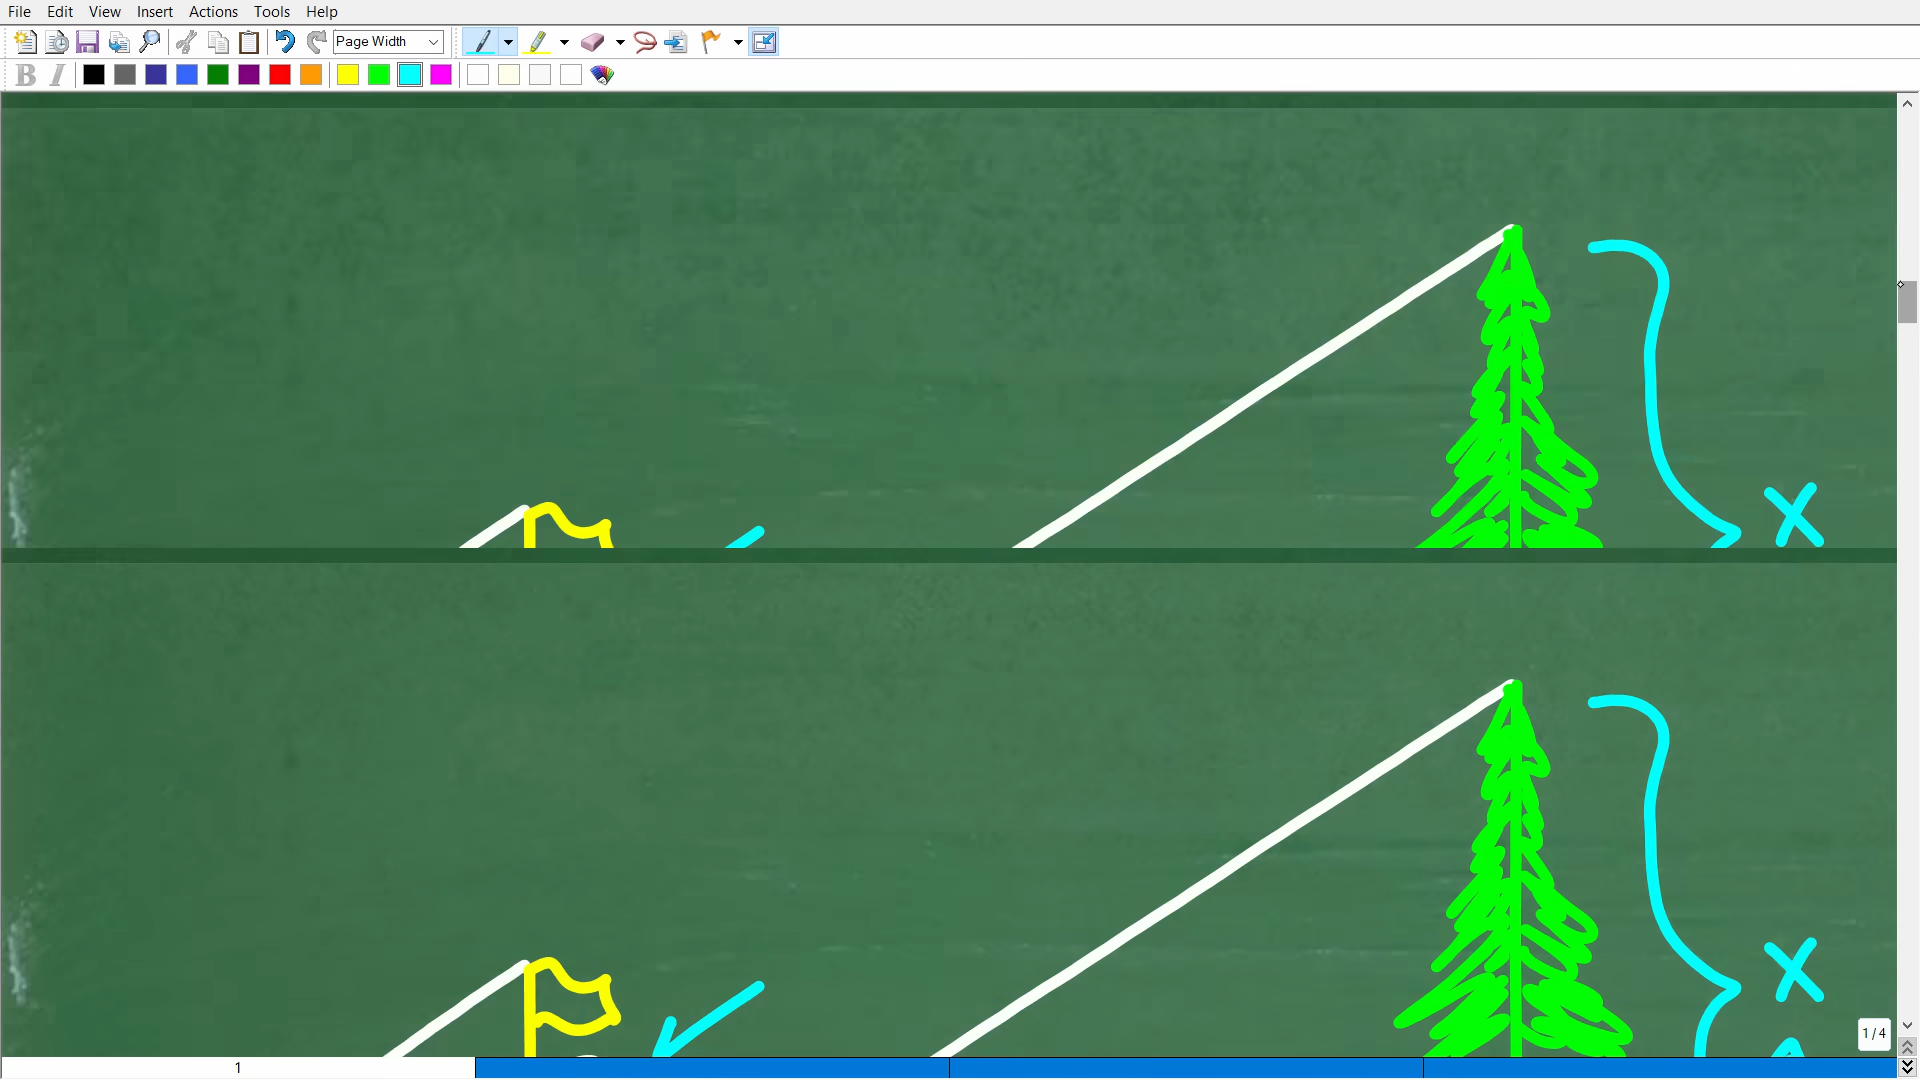 File Edit View Insert Actions Tools Help
Page Width
B I
X
X
1 / 4
1